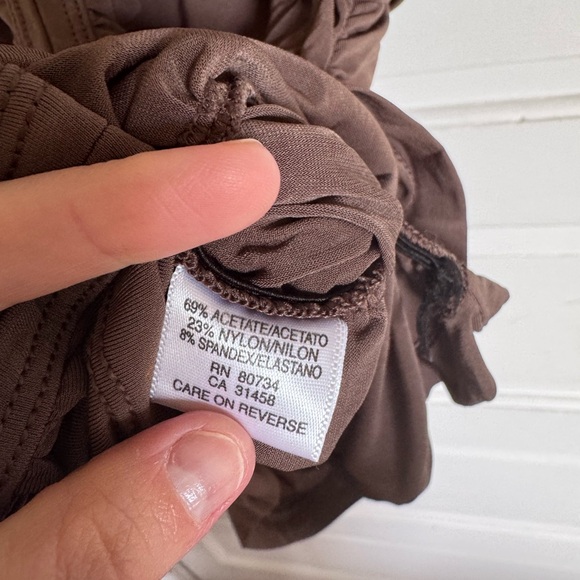 69% ACETATE/ACETATO
23% NYLON/NILON
8% SPANDEX/ELASTANO
RN 80734
CA 31458
CARE ON REVERSE